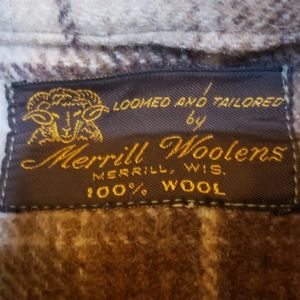 LOOMED AND TAILORED
by
Merrill Woolens
MERRILL, WIS.
100% WOOL